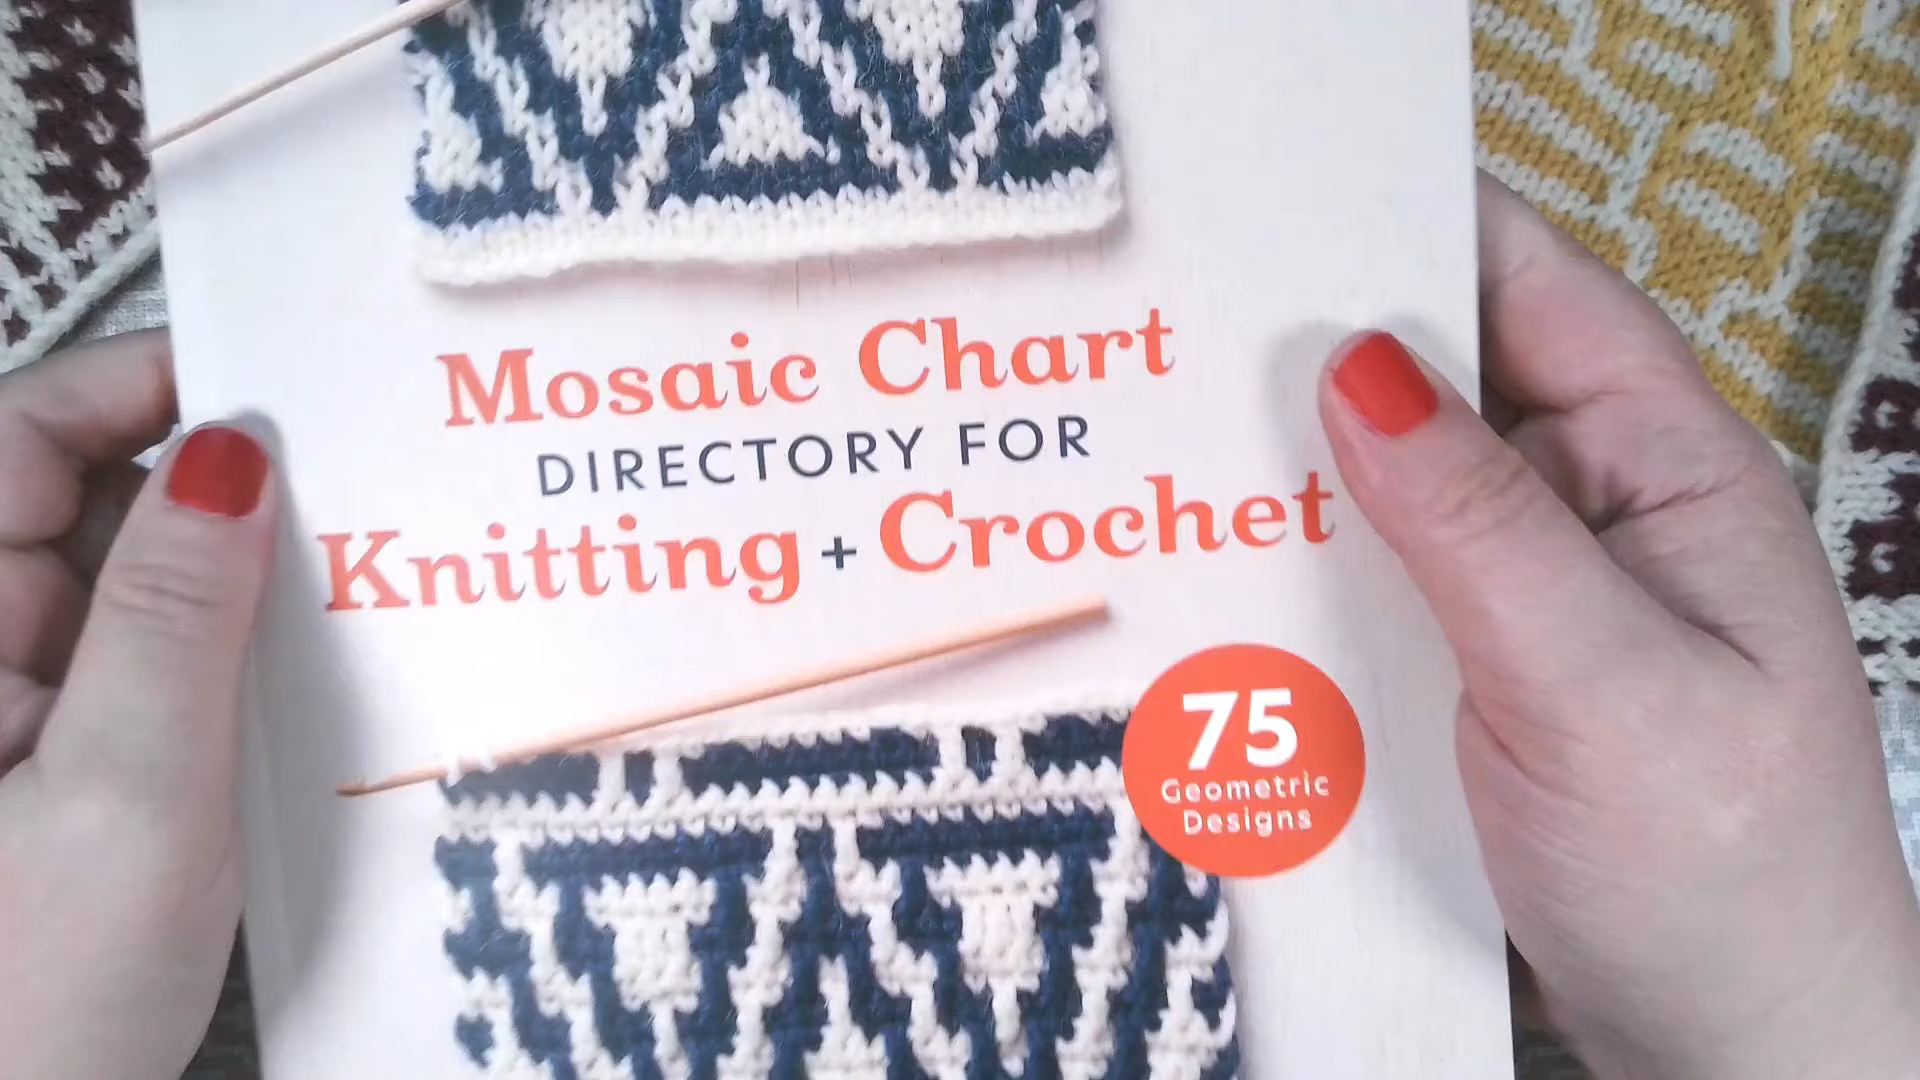 Mosaic Chart
DIRECTORY FOR
Knitting + Crochet
75
Geometric
Designs